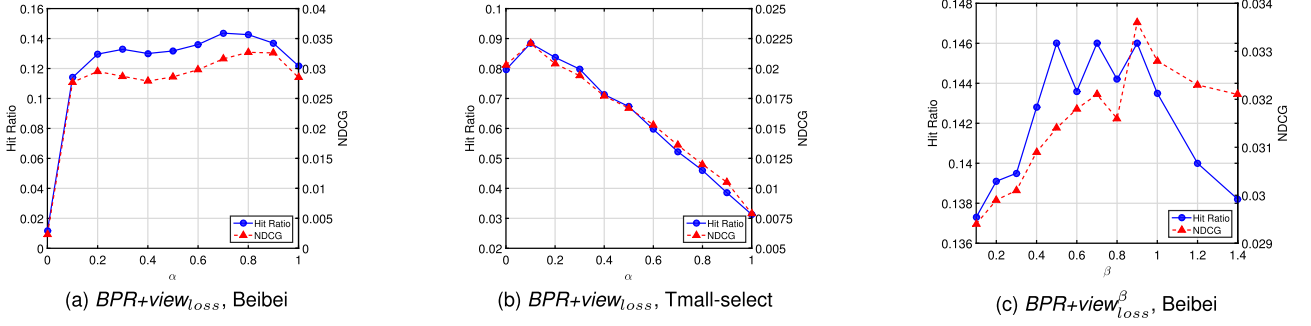 0.16
0.14
0.12
0.1
0.08
0.06
0.04
0.02
0
Hit Ratio
0.04
0.035
0.03
0.025
0.02
0.015
0.01
0.005
0
NDCG
0 0.2 0.4 0.6 0.8 1
α
Hit Ratio
NDCG
(a) BPR+view_loss, Beibei
0.1
0.09
0.08
0.07
0.06
0.05
0.04
0.03
0.02
Hit Ratio
0.025
0.0225
0.02
0.0175
0.015
0.0125
0.01
0.0075
0.005
NDCG
0 0.2 0.4 0.6 0.8 1
α
Hit Ratio
NDCG
(b) BPR+view_loss, Tmall-select
0.148
0.146
0.144
0.142
0.14
0.138
0.136
Hit Ratio
0.034
0.033
0.032
0.031
0.03
0.029
NDCG
0.2 0.4 0.6 0.8 1 1.2 1.4
β
Hit Ratio
NDCG
(c) BPR+view^β_loss, Beibei